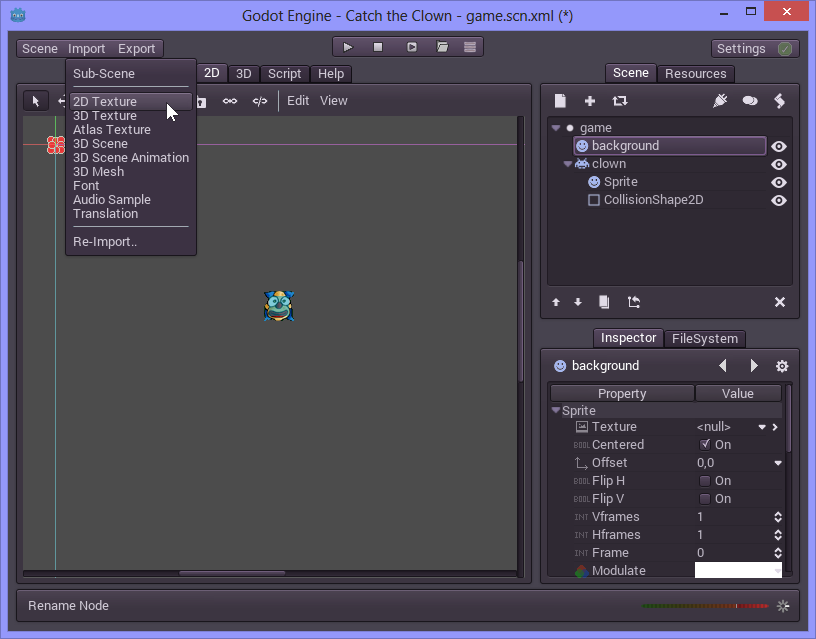 Godot Engine - Catch the Clown - game.scn.xml (*)
Scene Import Export
Settings
Sub-Scene
2D Texture
3D Texture
Atlas Texture
3D Scene
3D Scene Animation
3D Mesh
Font
Audio Sample
Translation
Re-Import..
2D 3D Script Help
Edit View
Scene Resources
game
background
clown
Sprite
CollisionShape2D
Inspector FileSystem
background
Property Value
Sprite
Texture <null>
BOOL Centered On
Offset 0,0
BOOL Flip H On
BOOL Flip V On
INT Vframes 1
INT Hframes 1
INT Frame 0
Modulate
Rename Node